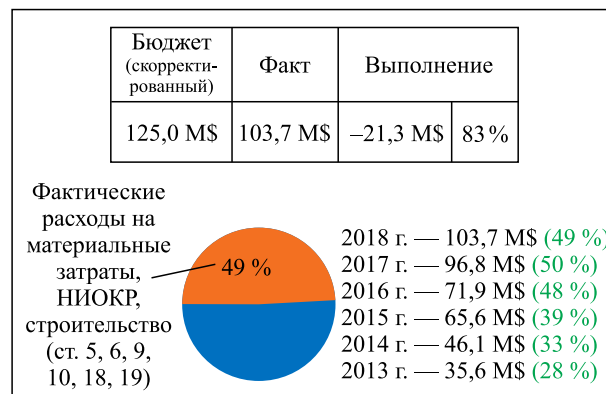 Бюджет
(скорректи-
рованный)
Факт
Выполнение
125,0 M$ 103,7 M$ –21,3 M$ 83 %
Фактические
расходы на
материальные
затраты,
НИОКР,
строительство
(ст. 5, 6, 9,
10, 18, 19)
49 %
2018 г. — 103,7 M$ (49 %)
2017 г. — 96,8 M$ (50 %)
2016 г. — 71,9 M$ (48 %)
2015 г. — 65,6 M$ (39 %)
2014 г. — 46,1 M$ (33 %)
2013 г. — 35,6 M$ (28 %)